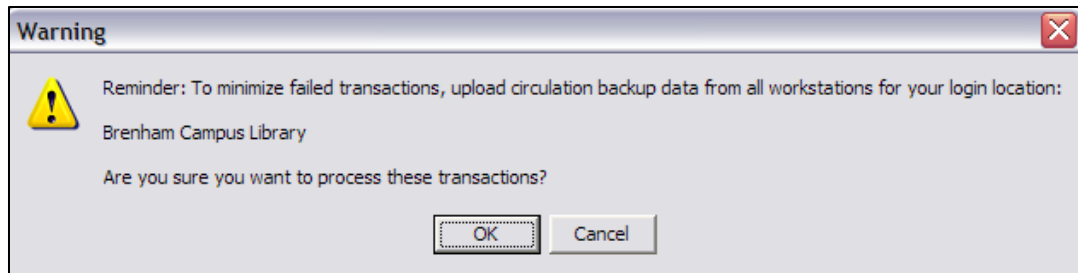 Warning
Reminder: To minimize failed transactions, upload circulation backup data from all workstations for your login location:
Brenham Campus Library
Are you sure you want to process these transactions?
OK Cancel